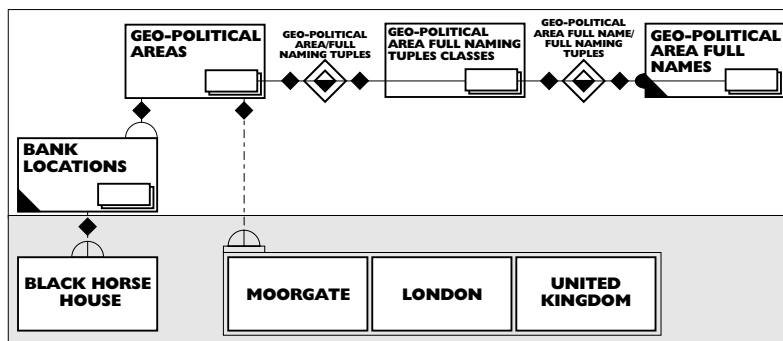 GEO-POLITICAL
AREAS
GEO-POLITICAL
AREA/FULL
NAMING TUPLES
GEO-POLITICAL
AREA FULL NAMING
TUPLES CLASSES
GEO-POLITICAL
AREA FULL NAME/
FULL NAMING
TUPLES
GEO-POLITICAL
AREA FULL
NAMES
BANK
LOCATIONS
BLACK HORSE
HOUSE
MOORGATE
LONDON
UNITED
KINGDOM